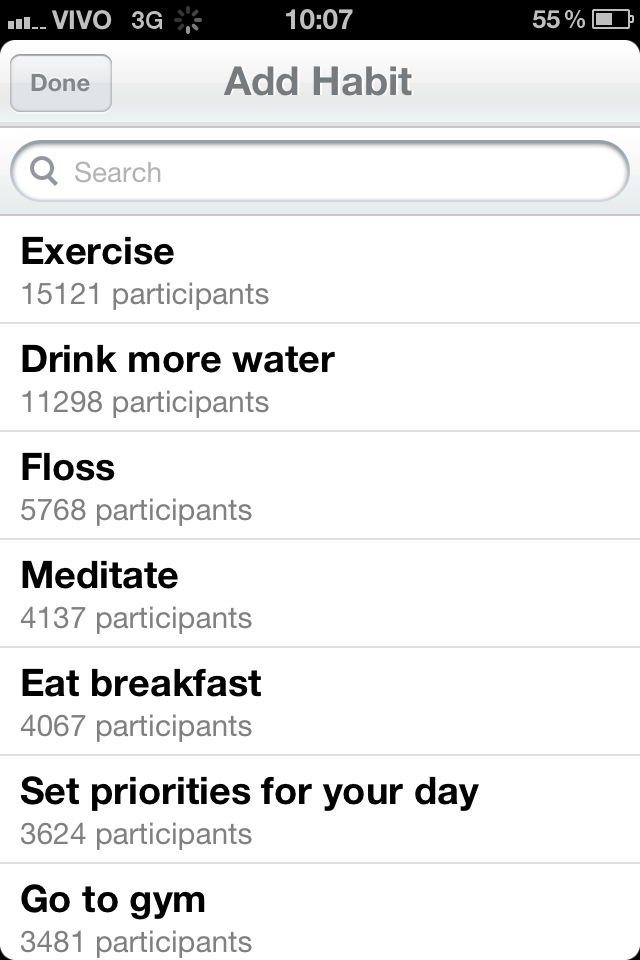 VIVO 3G 10:07 55%
Done Add Habit
Search
Exercise
15121 participants
Drink more water
11298 participants
Floss
5768 participants
Meditate
4137 participants
Eat breakfast
4067 participants
Set priorities for your day
3624 participants
Go to gym
3481 participants